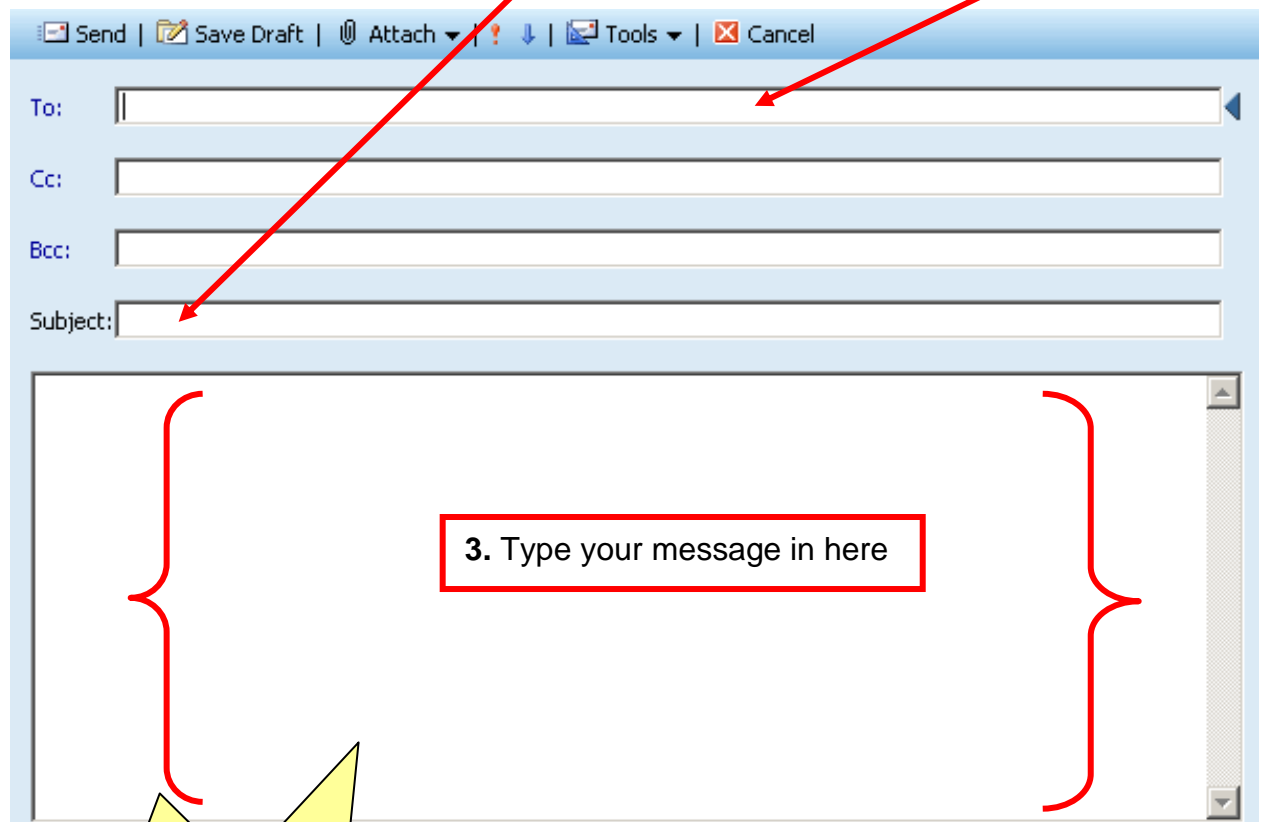 Send | Save Draft | Attach | | Tools | Cancel
To:
Cc:
Bcc:
Subject:
3. Type your message in here